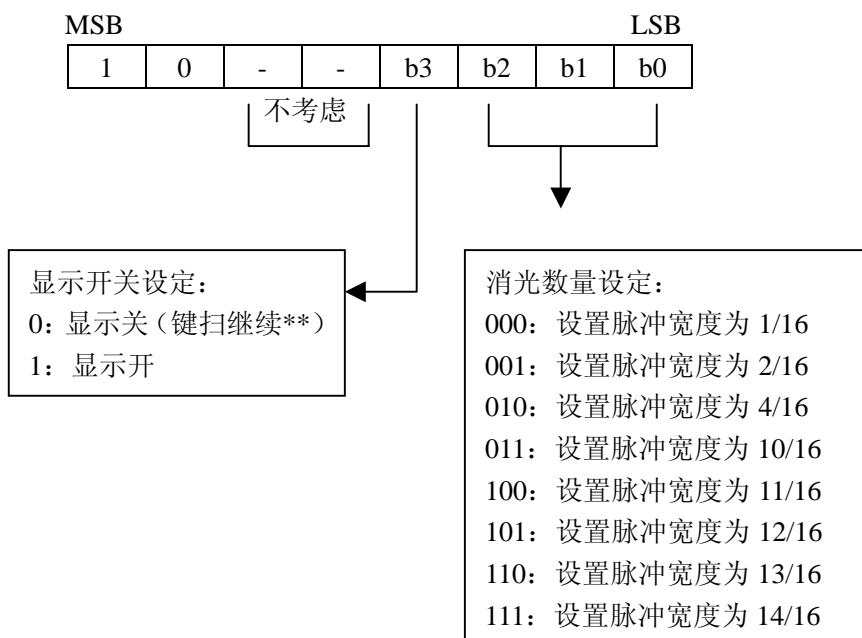 MSB LSB
1 0 - - b3 b2 b1 b0
不考虑
显示开关设定：
0：显示关（键扫继续**）
1：显示开
消光数量设定：
000：设置脉冲宽度为 1/16
001：设置脉冲宽度为 2/16
010：设置脉冲宽度为 4/16
011：设置脉冲宽度为 10/16
100：设置脉冲宽度为 11/16
101：设置脉冲宽度为 12/16
110：设置脉冲宽度为 13/16
111：设置脉冲宽度为 14/16